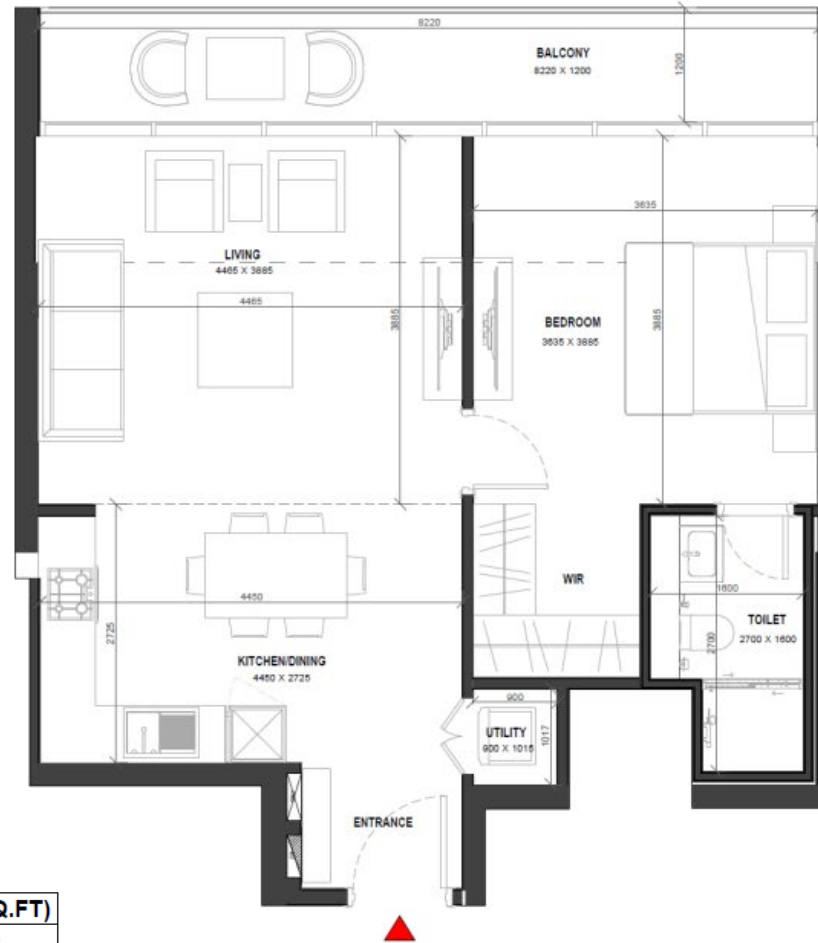 8220
BALCONY
8220 X 1200
1200
3635
LIVING
4465 X 3885
4465
3885
BEDROOM
3635 X 3885
3885
WIR
4450
2725
KITCHEN/DINING
4450 X 2725
1600
TOILET
2700 X 1600
2700
900
UTILITY
900 X 1015
1017
ENTRANCE
Q.FT)